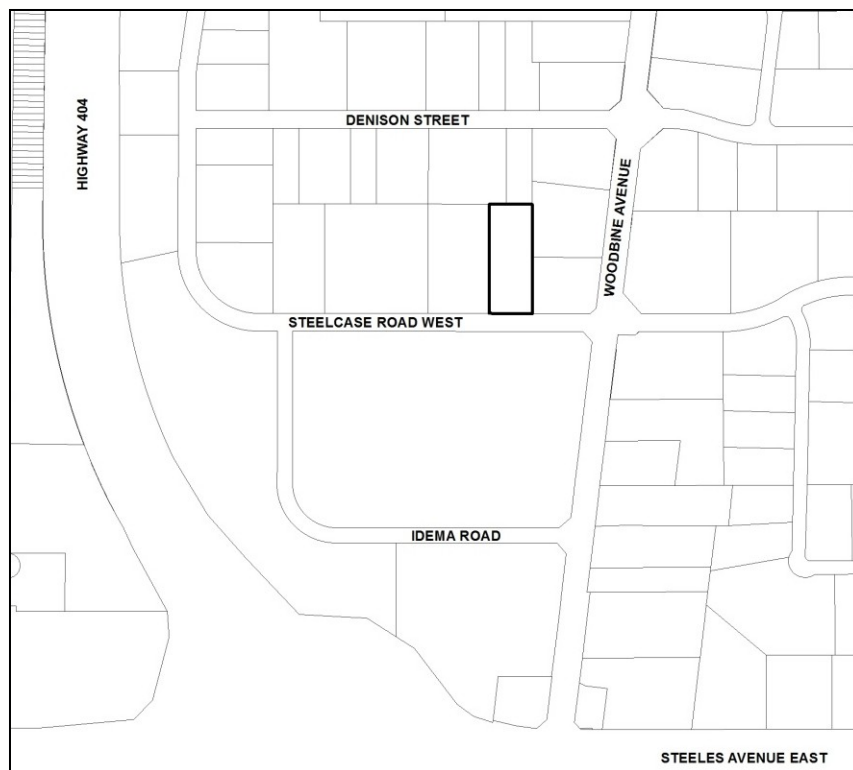 DENISON STREET
HIGHWAY 404
WOODBINE AVENUE
STEELCASE ROAD WEST
IDEMA ROAD
STEELES AVENUE EAST